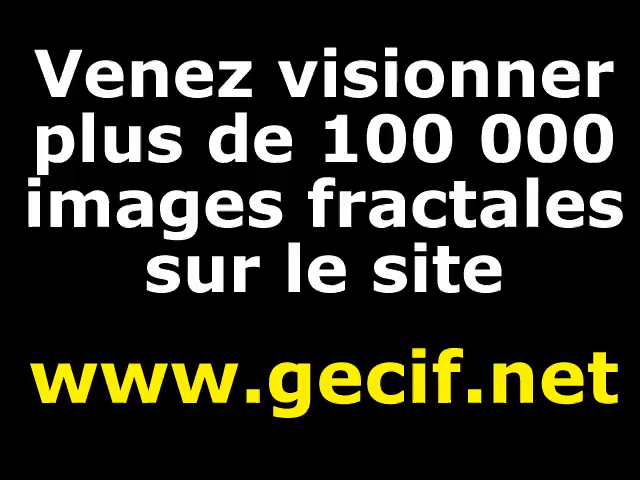 Venez visionner
plus de 100 000
images fractales
sur le site
www.gecif.net